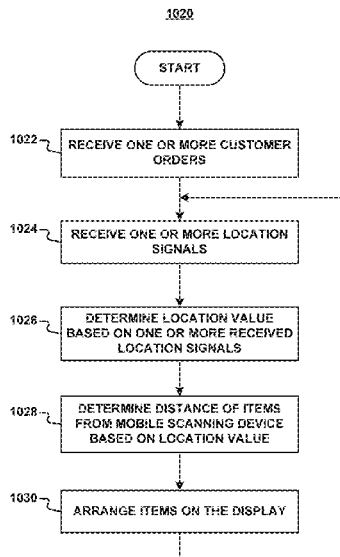 1020
START
1022
RECEIVE ONE OR MORE CUSTOMER
ORDERS
1024
RECEIVE ONE OR MORE LOCATION
SIGNALS
1026
DETERMINE LOCATION VALUE
BASED ON ONE OR MORE RECEIVED
LOCATION SIGNALS
1028
DETERMINE DISTANCE OF ITEMS
FROM MOBILE SCANNING DEVICE
BASED ON LOCATION VALUE
1030
ARRANGE ITEMS ON THE DISPLAY